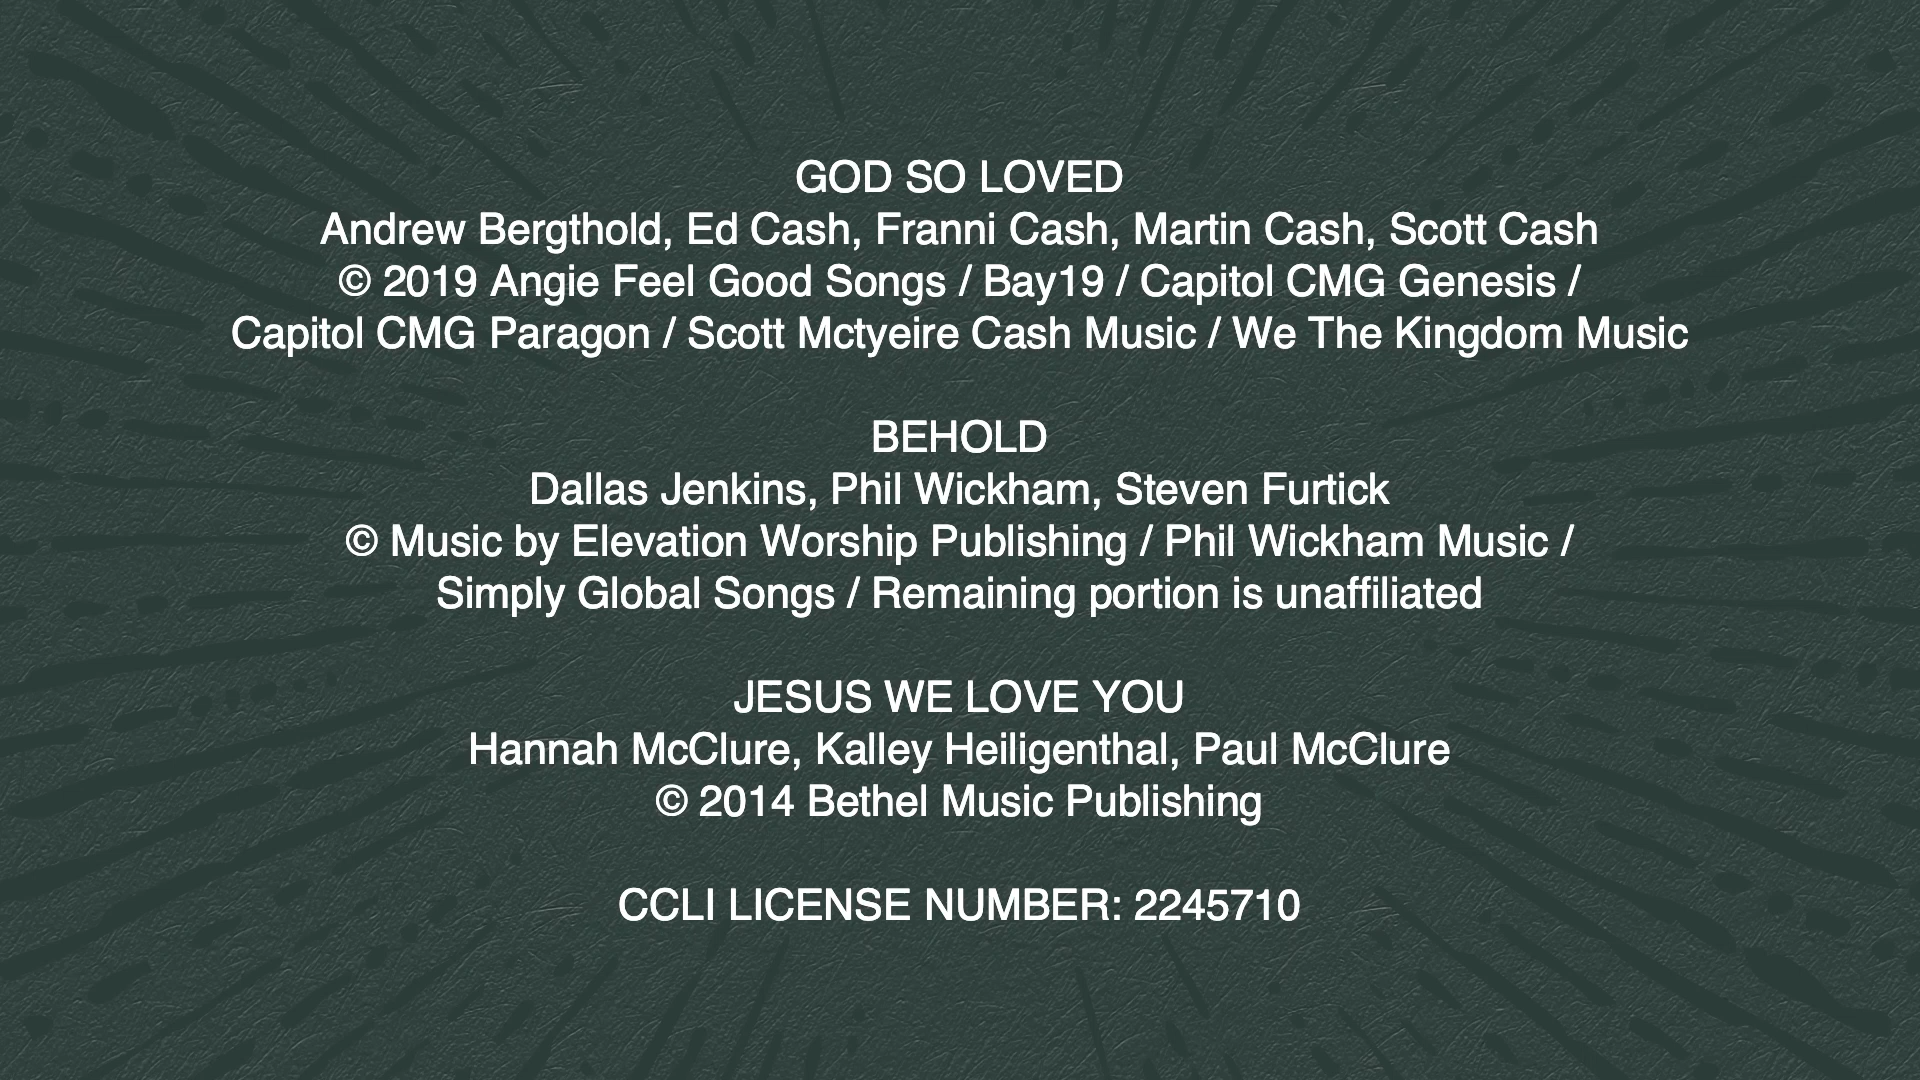 GOD SO LOVED
Andrew Bergthold, Ed Cash, Franni Cash, Martin Cash, Scott Cash
© 2019 Angie Feel Good Songs / Bay19 / Capitol CMG Genesis /
Capitol CMG Paragon / Scott Mctyeire Cash Music / We The Kingdom Music
BEHOLD
Dallas Jenkins, Phil Wickham, Steven Furtick
© Music by Elevation Worship Publishing / Phil Wickham Music /
Simply Global Songs / Remaining portion is unaffiliated
JESUS WE LOVE YOU
Hannah McClure, Kalley Heiligenthal, Paul McClure
© 2014 Bethel Music Publishing
CCLI LICENSE NUMBER: 2245710